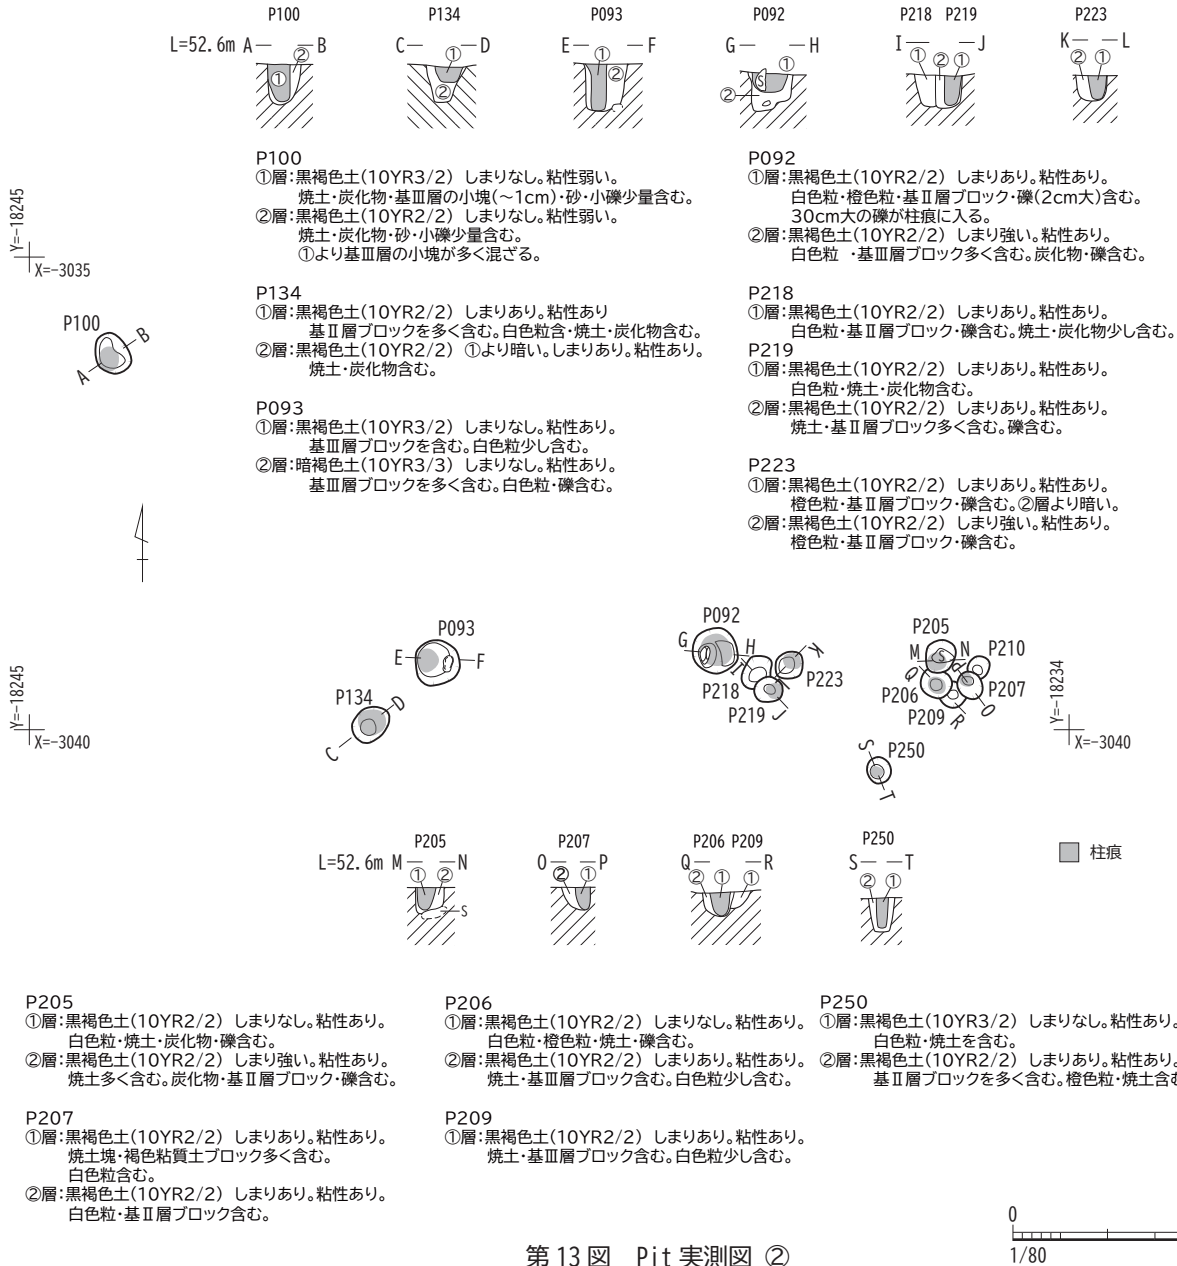 P100 P134 P093 P092 P218 P219 P223
L=52.6m A B C D E F G H I J K L
② ① ① ② ① ② ① ② ① ② ① ② ① ②
P100
①層:黒褐色土(10YR3/2) しまりなし。粘性弱い。
焼土・炭化物・基Ⅲ層の小塊(~1cm)・砂・小礫少量含む。
②層:黒褐色土(10YR2/2) しまりなし。粘性弱い。
焼土・炭化物・砂・小礫少量含む。
①より基Ⅲ層の小塊が多く混ざる。
P134
①層:黒褐色土(10YR2/2) しまりあり。粘性あり
基Ⅱ層ブロックを多く含む。白色粒含・焼土・炭化物含む。
②層:黒褐色土(10YR2/2) ①より暗い。しまりあり。粘性あり。
焼土・炭化物含む。
P093
①層:黒褐色土(10YR3/2) しまりなし。粘性あり。
基Ⅲ層ブロックを含む。白色粒少し含む。
②層:暗褐色土(10YR3/3) しまりなし。粘性あり。
基Ⅲ層ブロックを多く含む。白色粒・礫含む。
P092
①層:黒褐色土(10YR2/2) しまりあり。粘性あり。
白色粒・橙色粒・基Ⅱ層ブロック・礫(2cm大)含む。
30cm大の礫が柱痕に入る。
②層:黒褐色土(10YR2/2) しまり強い。粘性あり。
白色粒 ・基Ⅲ層ブロック多く含む。炭化物・礫含む。
P218
①層:黒褐色土(10YR2/2) しまりあり。粘性あり。
白色粒・基Ⅱ層ブロック・礫含む。焼土・炭化物少し含む。
P219
①層:黒褐色土(10YR2/2) しまりあり。粘性あり。
白色粒・焼土・炭化物含む。
②層:黒褐色土(10YR2/2) しまりあり。粘性あり。
焼土・基Ⅱ層ブロック多く含む。礫含む。
P223
①層:黒褐色土(10YR2/2) しまりあり。粘性あり。
橙色粒・基Ⅱ層ブロック・礫含む。②層より暗い。
②層:黒褐色土(10YR2/2) しまり強い。粘性あり。
橙色粒・基Ⅱ層ブロック・礫含む。
Y=-18245
X=-3035
P100
A B
P093
E F
P134
C D
Y=-18245
X=-3040
P092
G H
P218
P219
I J
P223
K
P205
M S N
P210
P206
P207
P209
Q R O
P250
S T
Y=-18234
X=-3040
P205 P207 P206 P209 P250
L=52.6m M N O P Q R S T
① ② ② ① ② ① ① ② ①
S
柱痕
P205
①層:黒褐色土(10YR2/2) しまりなし。粘性あり。
白色粒・焼土・炭化物・礫含む。
②層:黒褐色土(10YR2/2) しまり強い。粘性あり。
焼土多く含む。炭化物・基Ⅱ層ブロック・礫含む。
P207
①層:黒褐色土(10YR2/2) しまりあり。粘性あり。
焼土塊・褐色粘質土ブロック多く含む。
白色粒含む。
②層:黒褐色土(10YR2/2) しまりあり。粘性あり。
白色粒・基Ⅱ層ブロック含む。
P206
①層:黒褐色土(10YR2/2) しまりなし。粘性あり。
白色粒・橙色粒・焼土・礫含む。
②層:黒褐色土(10YR2/2) しまりあり。粘性あり。
焼土・基Ⅲ層ブロック含む。白色粒少し含む。
P209
①層:黒褐色土(10YR2/2) しまりあり。粘性あり。
焼土・基Ⅲ層ブロック含む。白色粒少し含む。
P250
①層:黒褐色土(10YR3/2) しまりなし。粘性あり。
白色粒・焼土を含む。
②層:黒褐色土(10YR2/2) しまりあり。粘性あり。
基Ⅱ層ブロックを多く含む。橙色粒・焼土含む
0
1/80
第13図 Pit実測図 ②